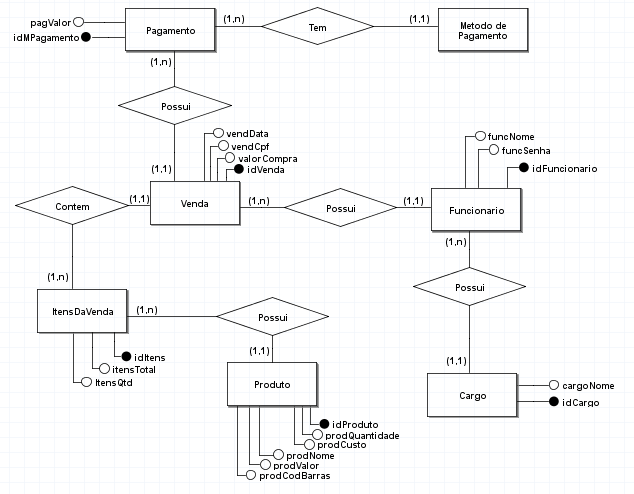 pagValor
idMPagamento
Pagamento
(1,n)
Tem
(1,1)
Metodo de
Pagamento
(1,n)
Possui
(1,1)
vendData
vendCpf
valorCompra
idVenda
funcNome
funcSenha
idFuncionario
Contem
(1,1)
Venda
(1,n)
Possui
(1,1)
Funcionario
(1,n)
(1,n)
Possui
ItensDaVenda
(1,n)
Possui
(1,1)
(1,1)
idItens
itensTotal
ItensQtd
Produto
Cargo
cargoNome
idCargo
idProduto
prodQuantidade
prodCusto
prodNome
prodValor
prodCodBarras